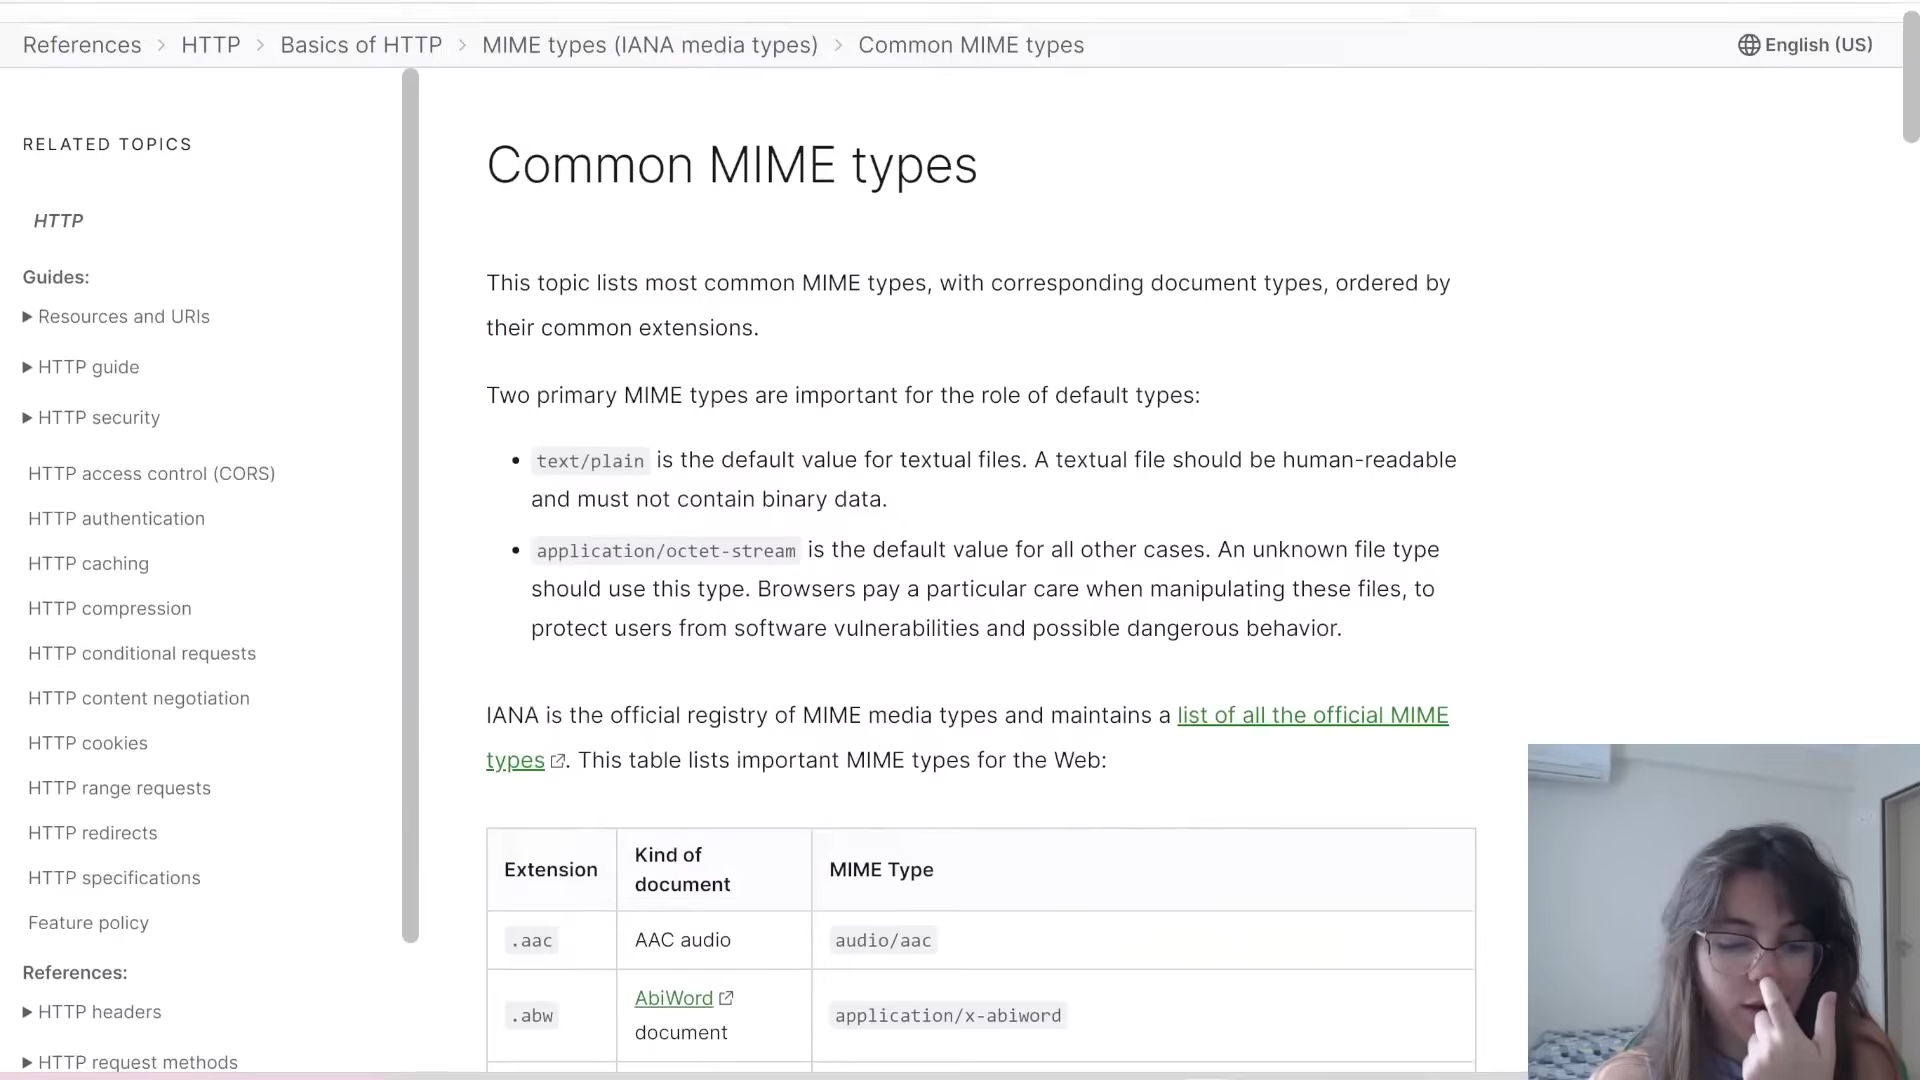 References > HTTP > Basics of HTTP > MIME types (IANA media types) > Common MIME types
English (US)
RELATED TOPICS
HTTP
Guides:
Resources and URIs
HTTP guide
HTTP security
HTTP access control (CORS)
HTTP authentication
HTTP caching
HTTP compression
HTTP conditional requests
HTTP content negotiation
HTTP cookies
HTTP range requests
HTTP redirects
HTTP specifications
Feature policy
References:
HTTP headers
HTTP request methods
Common MIME types
This topic lists most common MIME types, with corresponding document types, ordered by
their common extensions.
Two primary MIME types are important for the role of default types:
• text/plain is the default value for textual files. A textual file should be human-readable
and must not contain binary data.
• application/octet-stream is the default value for all other cases. An unknown file type
should use this type. Browsers pay a particular care when manipulating these files, to
protect users from software vulnerabilities and possible dangerous behavior.
IANA is the official registry of MIME media types and maintains a list of all the official MIME
types. This table lists important MIME types for the Web:
Extension
Kind of
document
MIME Type
.aac
AAC audio
audio/aac
.abw
AbiWord
document
application/x-abiword